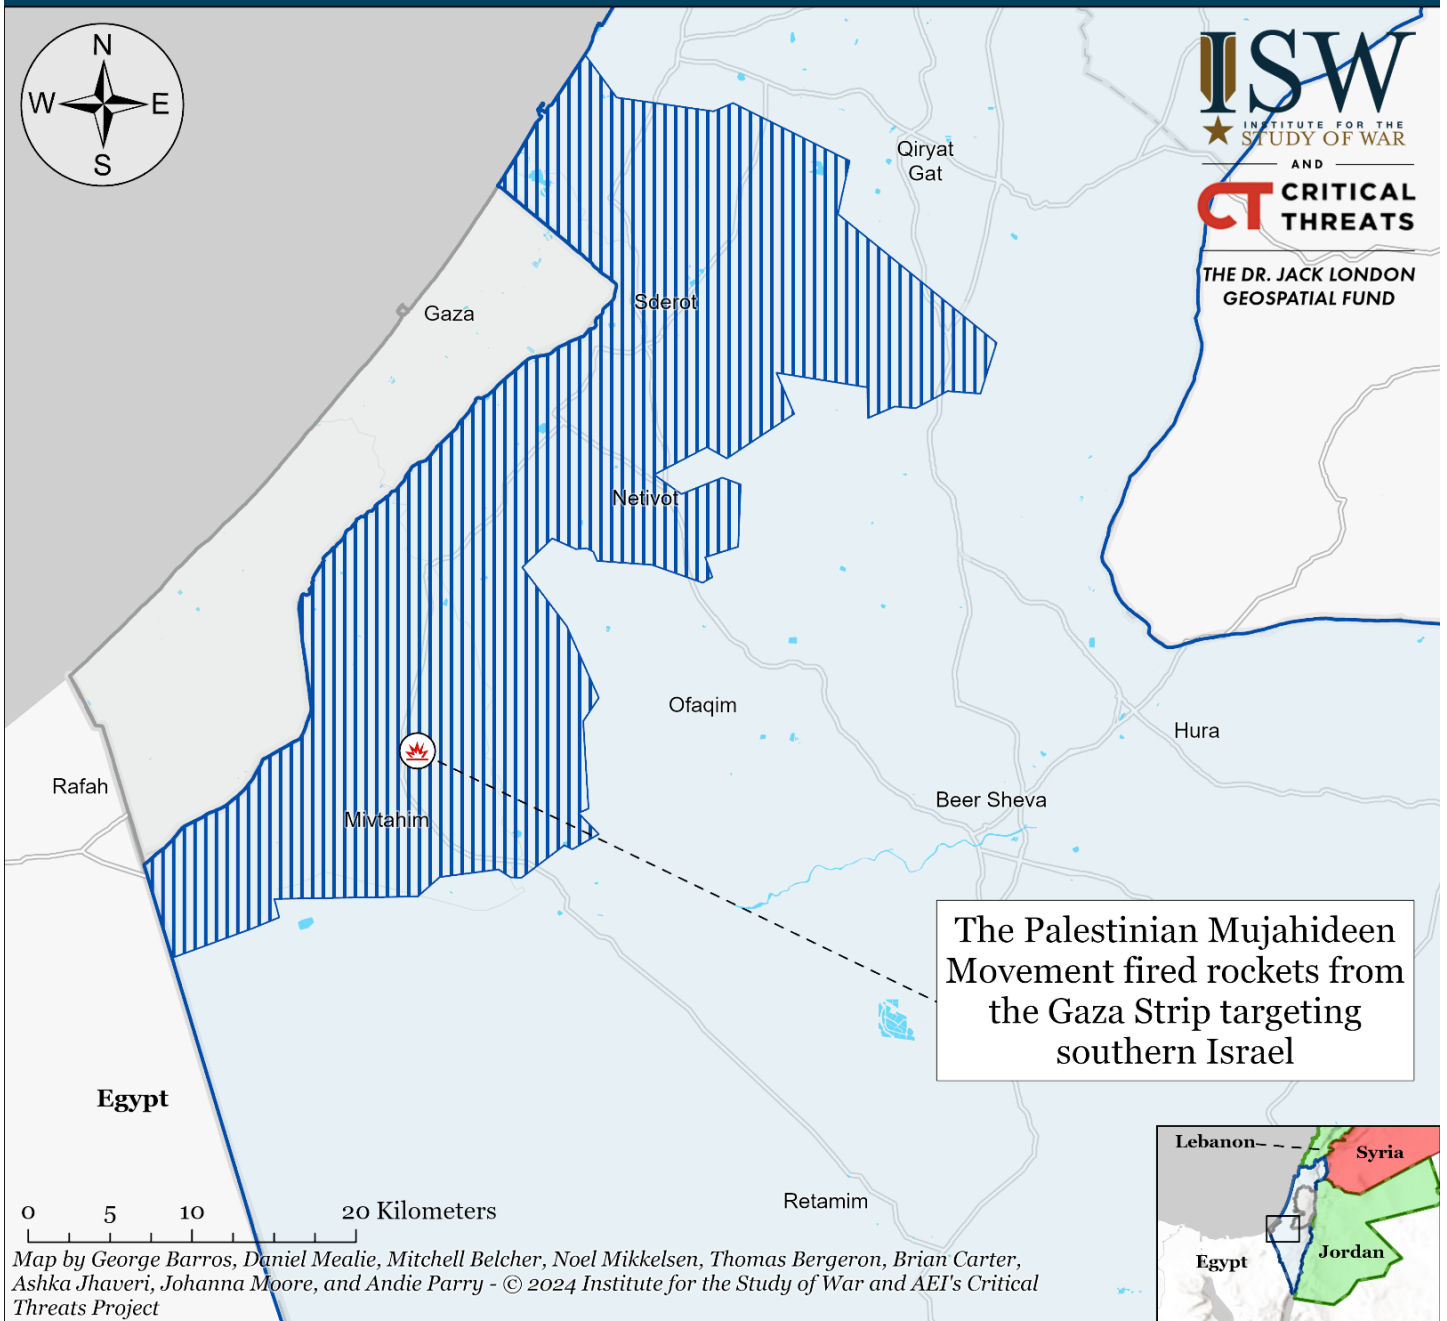 N
W
E
S
ISW
INSTITUTE FOR THE
STUDY OF WAR
AND
CT CRITICAL
THREATS
THE DR. JACK LONDON
GEOSPATIAL FUND
Qiryat
Gat
Gaza
Sderot
Netivot
Ofaqim
Hura
Rafah
Mivtahim
Beer Sheva
The Palestinian Mujahideen
Movement fired rockets from
the Gaza Strip targeting
southern Israel
Egypt
Retamim
Lebanon
Syria
Egypt
Jordan
0 5 10 20 Kilometers
Map by George Barros, Daniel Mealie, Mitchell Belcher, Noel Mikkelsen, Thomas Bergeron, Brian Carter,
Ashka Jhaveri, Johanna Moore, and Andie Parry - © 2024 Institute for the Study of War and AEI's Critical
Threats Project